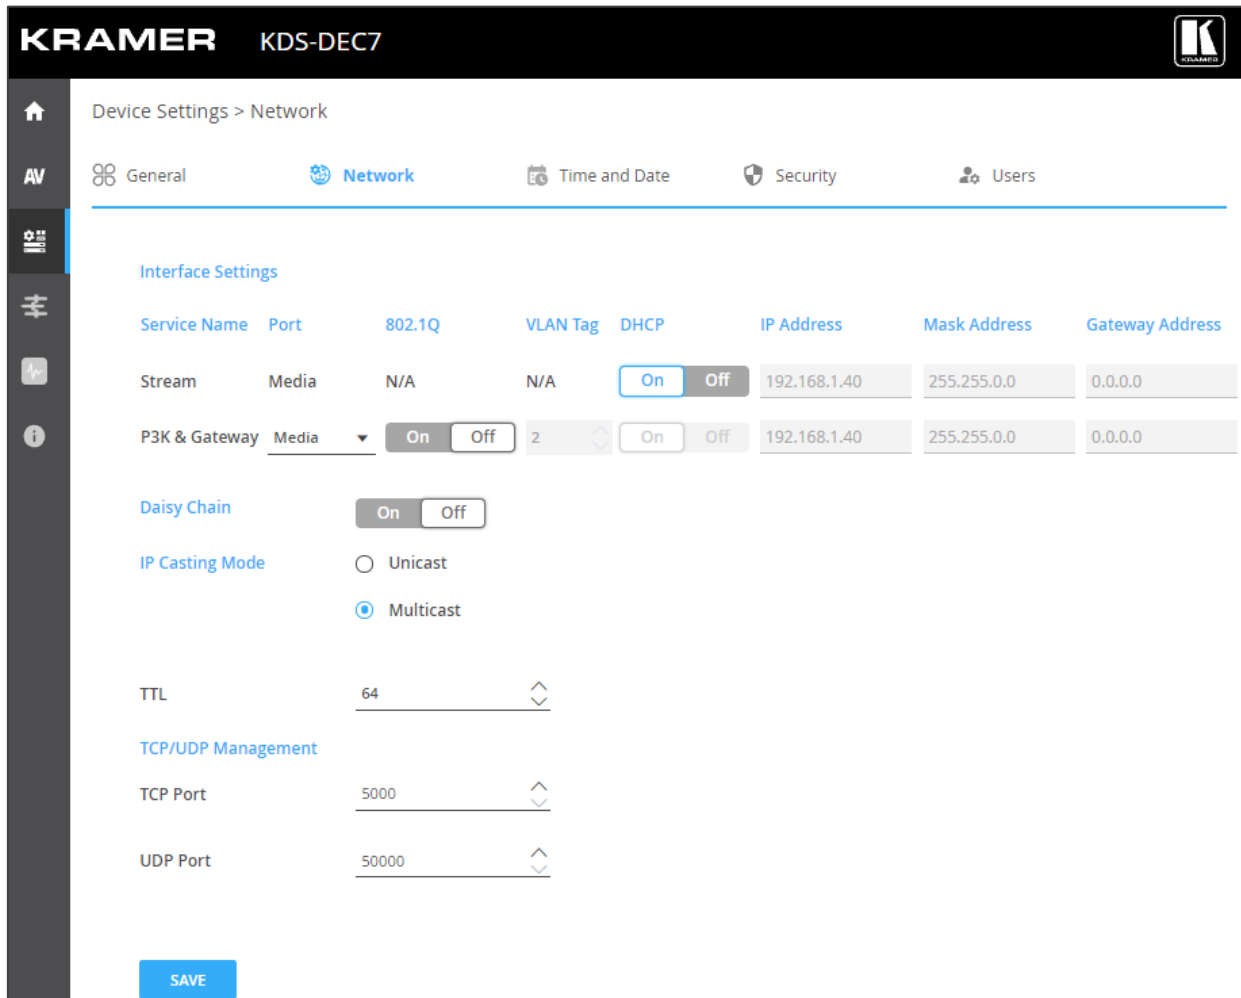 KRAMER KDS-DEC7
KRAMER
Device Settings > Network
AV
General Network Time and Date Security Users
Interface Settings
Service Name Port 802.1Q VLAN Tag DHCP IP Address Mask Address Gateway Address
Stream Media N/A N/A On Off 192.168.1.40 255.255.0.0 0.0.0.0
P3K & Gateway Media On Off 2 On Off 192.168.1.40 255.255.0.0 0.0.0.0
Daisy Chain On Off
IP Casting Mode Unicast
Multicast
TTL 64
TCP/UDP Management
TCP Port 5000
UDP Port 50000
SAVE